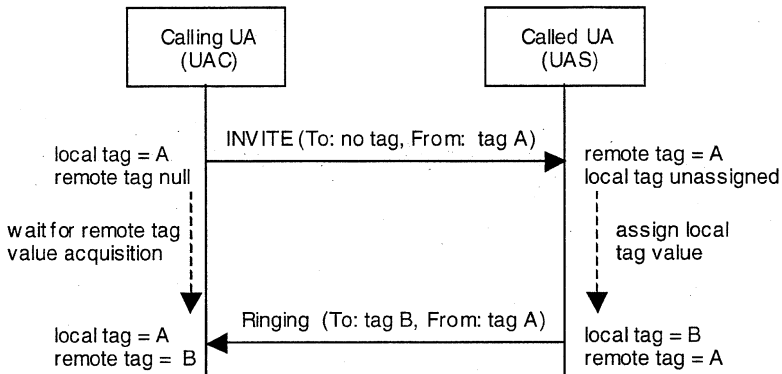 Calling UA
(UAC)
Called UA
(UAS)
INVITE (To: no tag, From: tag A)
local tag = A
remote tag null
remote tag = A
local tag unassigned
wait for remote tag
value acquisition
assign local
tag value
Ringing (To: tag B, From: tag A)
local tag = A
remote tag = B
local tag = B
remote tag = A